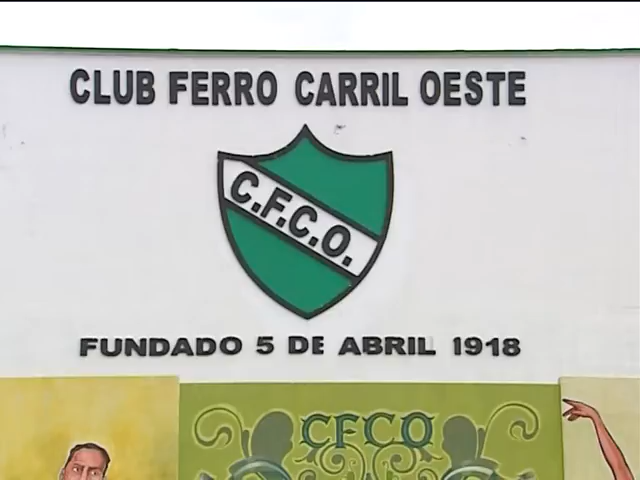 CLUB FERRO CARRIL OESTE
C.F.C.O.
FUNDADO 5 DE ABRIL 1918
CFCO